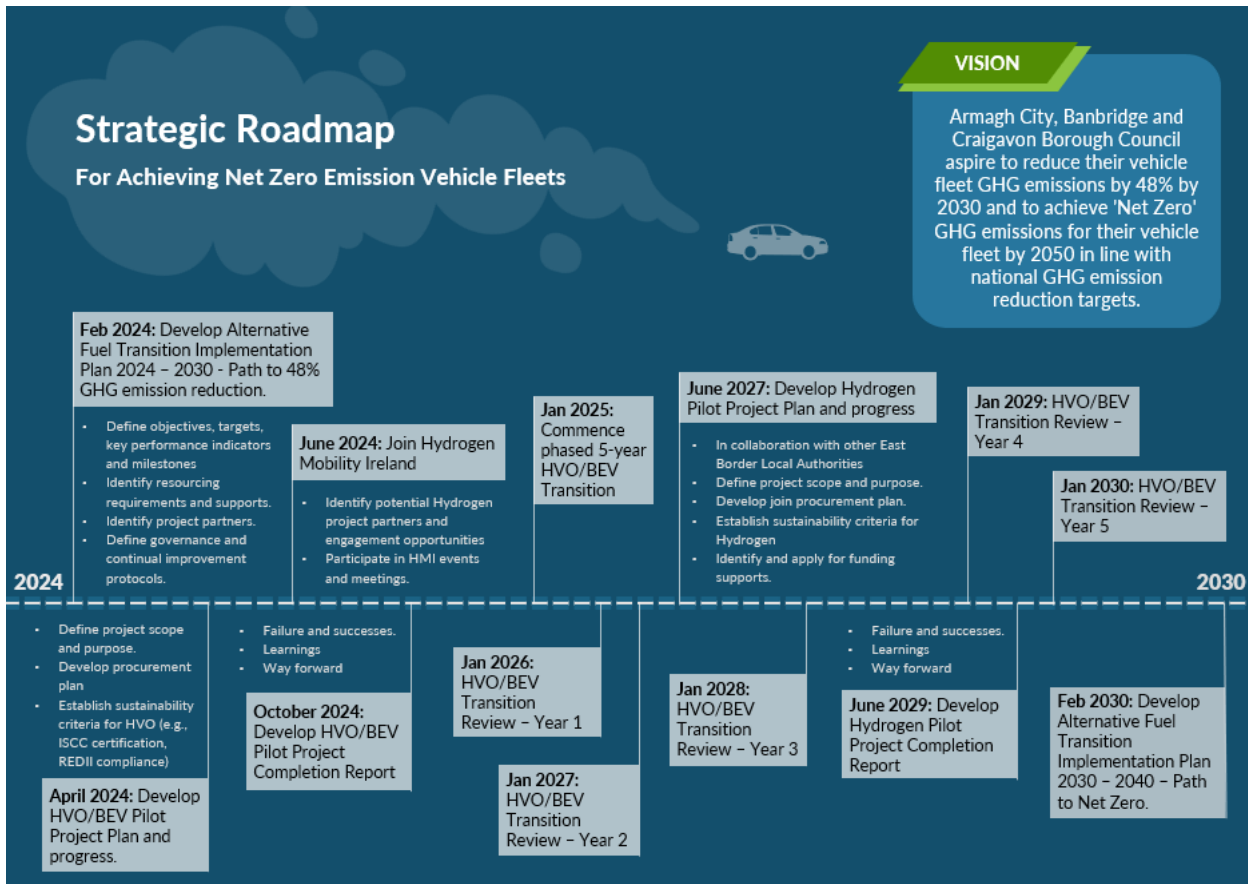 Strategic Roadmap
For Achieving Net Zero Emission Vehicle Fleets
VISION
Armagh City, Banbridge and
Craigavon Borough Council
aspire to reduce their vehicle
fleet GHG emissions by 48% by
2030 and to achieve 'Net Zero'
GHG emissions for their vehicle
fleet by 2050 in line with
national GHG emission
reduction targets.
Feb 2024: Develop Alternative
Fuel Transition Implementation
Plan 2024 – 2030 - Path to 48%
GHG emission reduction.
• Define objectives, targets,
key performance indicators
and milestones
• Identify resourcing
requirements and supports.
• Identify project partners.
• Define governance and
continual improvement
protocols.
June 2024: Join Hydrogen
Mobility Ireland
• Identify potential Hydrogen
project partners and
engagement opportunities
• Participate in HMI events
and meetings.
Jan 2025:
Commence
phased 5-year
HVO/BEV
Transition
June 2027: Develop Hydrogen
Pilot Project Plan and progress
• In collaboration with other East
Border Local Authorities
• Define project scope and purpose.
• Develop join procurement plan.
• Establish sustainability criteria for
Hydrogen
• Identify and apply for funding
supports.
Jan 2029: HVO/BEV
Transition Review –
Year 4
Jan 2030: HVO/BEV
Transition Review –
Year 5
2024
2030
• Define project scope
and purpose.
• Develop procurement
plan
• Establish sustainability
criteria for HVO (e.g.,
ISCC certification,
REDII compliance)
April 2024: Develop
HVO/BEV Pilot
Project Plan and
progress.
• Failure and successes.
• Learnings
• Way forward
October 2024:
Develop HVO/BEV
Pilot Project
Completion Report
Jan 2026:
HVO/BEV
Transition
Review – Year 1
Jan 2027:
HVO/BEV
Transition
Review – Year 2
Jan 2028:
HVO/BEV
Transition
Review – Year 3
• Failure and successes.
• Learnings
• Way forward
June 2029: Develop
Hydrogen Pilot
Project Completion
Report
Feb 2030: Develop
Alternative Fuel
Transition
Implementation Plan
2030 – 2040 – Path
to Net Zero.